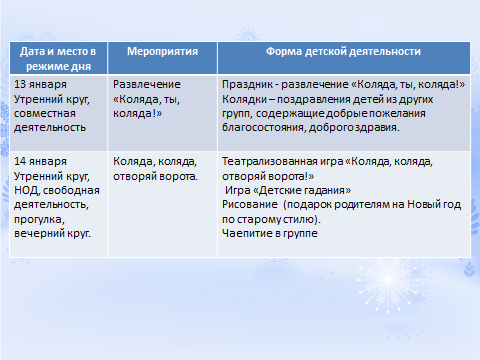 Дата и место в
режиме дня
Мероприятия
Форма детской деятельности
13 января
Утренний круг,
совместная
деятельность
Развлечение
«Коляда, ты,
коляда!»
Праздник - развлечение «Коляда, ты, коляда!»
Колядки – поздравления детей из других
групп, содержащие добрые пожелания
благосостояния, доброго здравия.
14 января
Утренний круг,
НОД, свободная
деятельность,
прогулка,
вечерний круг.
Коляда, коляда,
отворяй ворота.
Театрализованная игра «Коляда, коляда,
отворяй ворота!»
Игра «Детские гадания»
Рисование (подарок родителям на Новый год
по старому стилю).
Чаепитие в группе